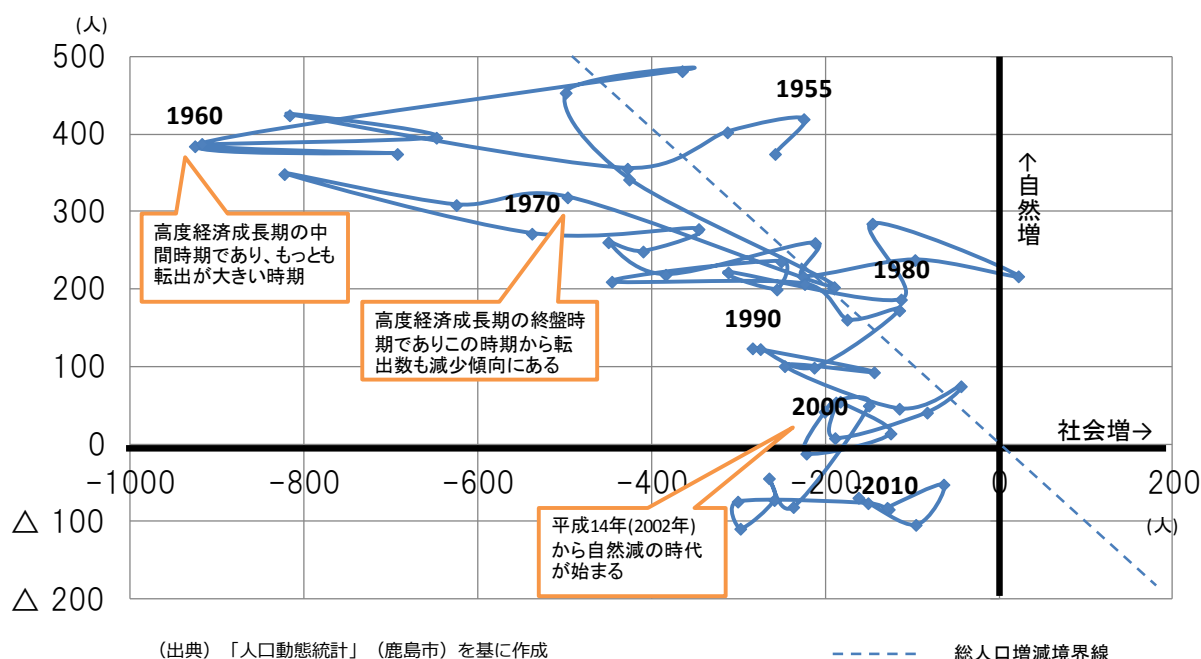 (人)
500
400
300
200
100
0
△ 100
△ 200
-1000
-800
-600
-400
-200
0
200
(人)
1955
1960
1970
1980
1990
2000
2010
↑自然増
社会増→
高度経済成長期の中
間時期であり、もっとも
転出が大きい時期
高度経済成長期の終盤時
期でありこの時期から転
出数も減少傾向にある
平成14年(2002年)
から自然減の時代
が始まる
（出典）「人口動態統計」（鹿島市）を基に作成
総人口増減境界線